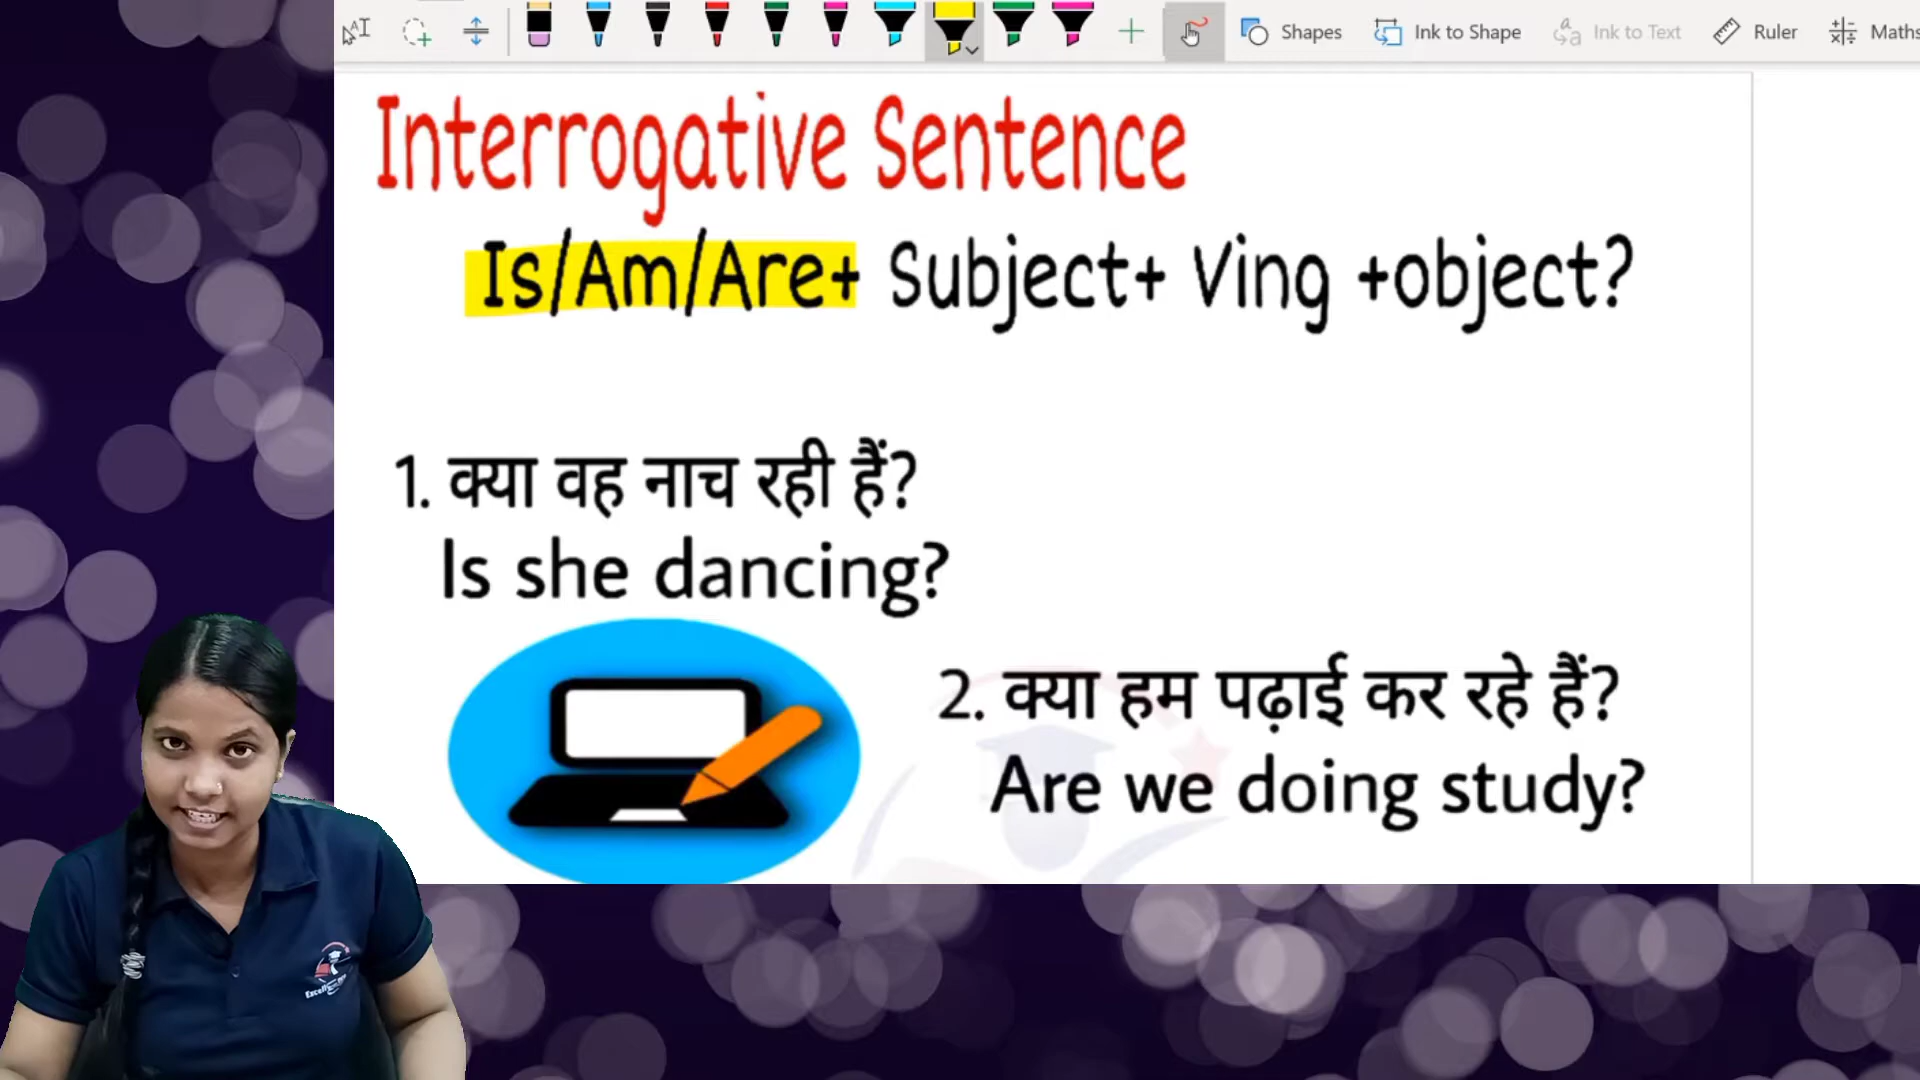 Shapes
Ink to Shape
Ink to Text
Ruler
Maths
Interrogative Sentence
Is/Am/Are+ Subject+ Ving +object?
1. क्या वह नाच रही हैं?
Is she dancing?
2. क्या हम पढ़ाई कर रहे हैं?
Are we doing study?